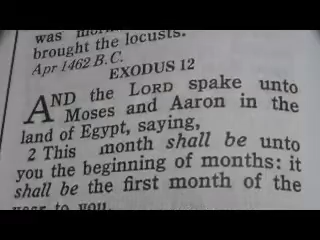 was
brought the locusts.
Apr 1462 B.C.
EXODUS 12
AND the LORD spake unto
Moses and Aaron in the
land of Egypt, saying,
2 This month shall be unto
you the beginning of months: it
shall be the first month of the
to you.